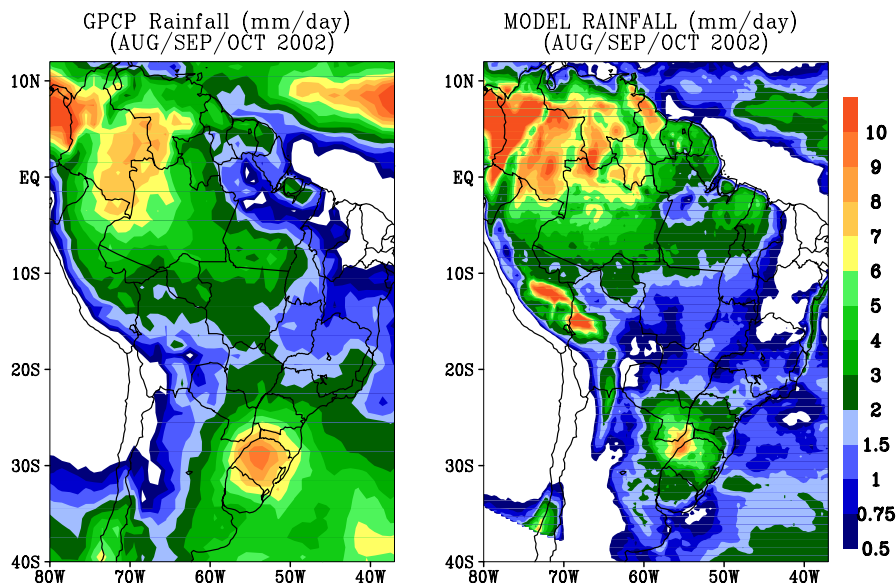 GPCP Rainfall (mm/day)
(AUG/SEP/OCT 2002)
10N
EQ
10S
20S
30S
40S
80W 70W 60W 50W 40W
MODEL RAINFALL (mm/day)
(AUG/SEP/OCT 2002)
10N
EQ
10S
20S
30S
40S
80W 70W 60W 50W 40W
10
9
8
7
6
5
4
3
2
1.5
1
0.75
0.5